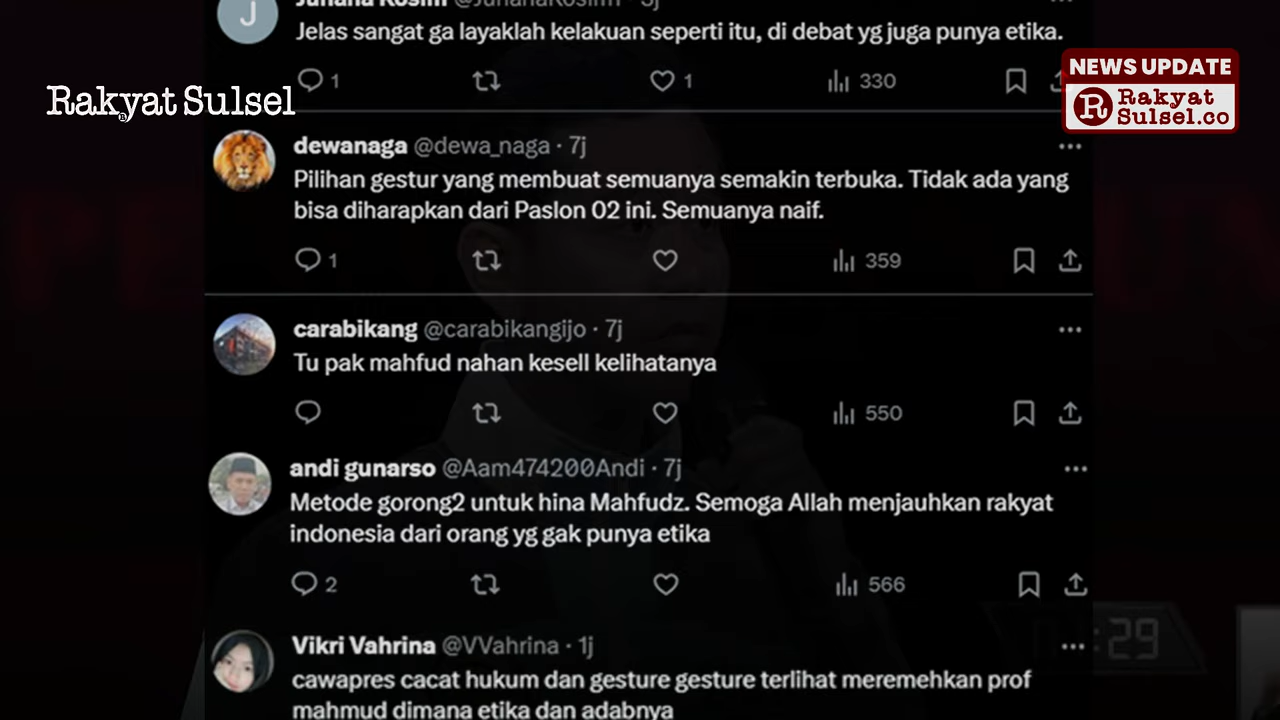 Juhana Kosim @JuhanaKosim · 5j
Jelas sangat ga layaklah kelakuan seperti itu, di debat yg juga punya etika.
1 1 330
Rakyat Sulsel
NEWS UPDATE
R Rakyat
Sulsel.co
dewanaga @dewa_naga · 7j
Pilihan gestur yang membuat semuanya semakin terbuka. Tidak ada yang
bisa diharapkan dari Paslon 02 ini. Semuanya naif.
1 359
carabikang @carabikangijo · 7j
Tu pak mahfud nahan kesell kelihatanya
550
andi gunarso @Aam474200Andi · 7j
Metode gorong2 untuk hina Mahfudz. Semoga Allah menjauhkan rakyat
indonesia dari orang yg gak punya etika
2 566
Vikri Vahrina @VVahrina · 1j
:29
cawapres cacat hukum dan gesture gesture terlihat meremehkan prof
mahmud dimana etika dan adabnya